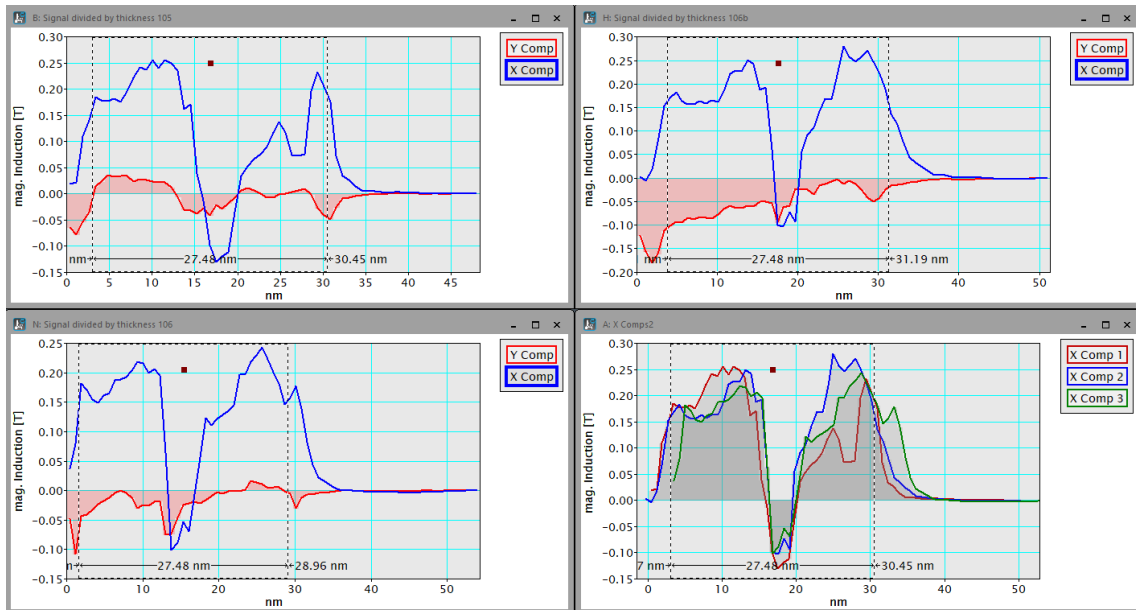 B: Signal divided by thickness 105
mag. Induction [T]
0.30
0.25
0.20
0.15
0.10
0.05
0.00
−0.05
−0.10
−0.15
nm
27.48 nm
30.45 nm
0 5 10 15 20 25 30 35 40 45
nm
Y Comp
X Comp
H: Signal divided by thickness 106b
mag. Induction [T]
0.30
0.25
0.20
0.15
0.10
0.05
0.00
−0.05
−0.10
−0.15
−0.20
nm
27.48 nm
31.19 nm
0 10 20 30 40 50
nm
Y Comp
X Comp
N: Signal divided by thickness 106
mag. Induction [T]
0.25
0.20
0.15
0.10
0.05
0.00
−0.05
−0.10
−0.15
n
27.48 nm
28.96 nm
0 10 20 30 40 50
nm
Y Comp
X Comp
A: X Comps2
mag. Induction [T]
0.30
0.25
0.20
0.15
0.10
0.05
0.00
−0.05
−0.10
−0.15
7 nm
27.48 nm
30.45 nm
0 10 20 30 40 50
nm
X Comp 1
X Comp 2
X Comp 3